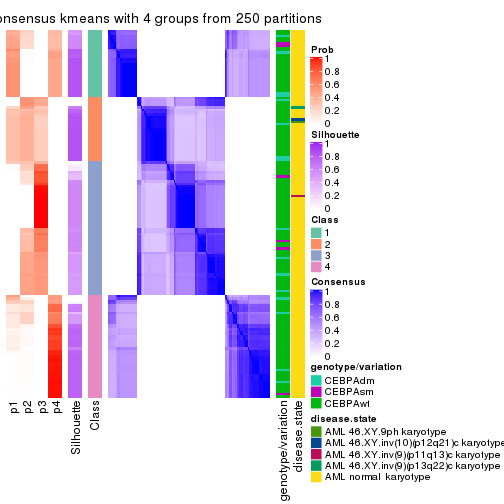 onsensus kmeans with 4 groups from 250 partitions
Prob
1
0.8
0.6
0.4
0.2
0
Silhouette
1
0.8
0.6
0.4
0.2
0
Class
1
2
3
4
Consensus
1
0.8
0.6
0.4
0.2
0
genotype/variation
CEBPAdm
CEBPAsm
CEBPAwt
disease.state
AML 46.XY.9ph karyotype
AML 46.XY.inv(10)(p12q21)c karyotype
AML 46.XY.inv(9)(p11q13)c karyotype
AML 46.XY.inv(9)(p13q22)c karyotype
AML normal karyotype
p1
p2
p3
p4
Silhouette
Class
genotype/variation
disease.state